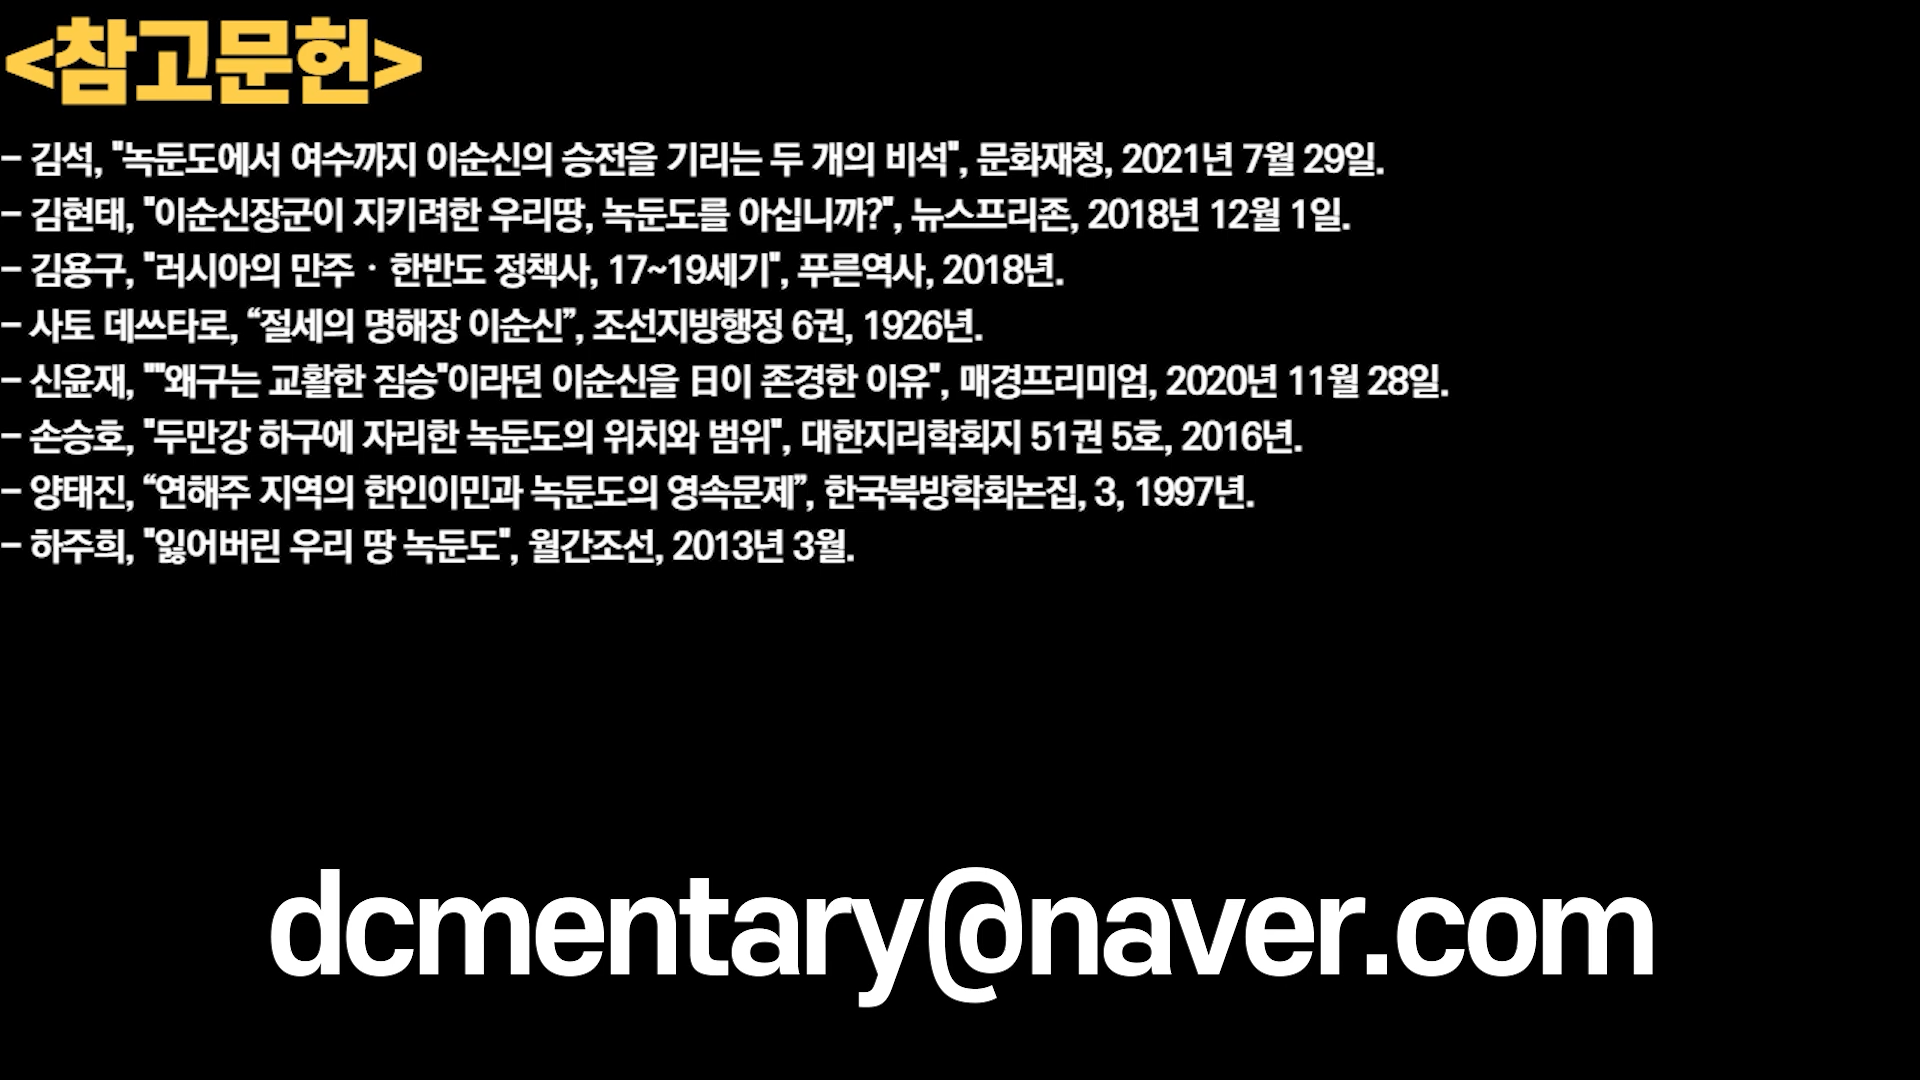 <참고문헌>
- 김석, "녹둔도에서 여수까지 이순신의 승전을 기리는 두 개의 비석", 문화재청, 2021년 7월 29일.
- 김현태, "이순신장군이 지키려한 우리땅, 녹둔도를 아십니까?", 뉴스프리존, 2018년 12월 1일.
- 김용구, "러시아의 만주 · 한반도 정책사, 17~19세기", 푸른역사, 2018년.
- 사토 데쓰타로, “절세의 명해장 이순신”, 조선지방행정 6권, 1926년.
- 신윤재, ""왜구는 교활한 짐승"이라던 이순신을 日이 존경한 이유", 매경프리미엄, 2020년 11월 28일.
- 손승호, "두만강 하구에 자리한 녹둔도의 위치와 범위", 대한지리학회지 51권 5호, 2016년.
- 양태진, “연해주 지역의 한인이민과 녹둔도의 영속문제”, 한국북방학회논집, 3, 1997년.
- 하주희, "잃어버린 우리 땅 녹둔도", 월간조선, 2013년 3월.
dcmentary@naver.com